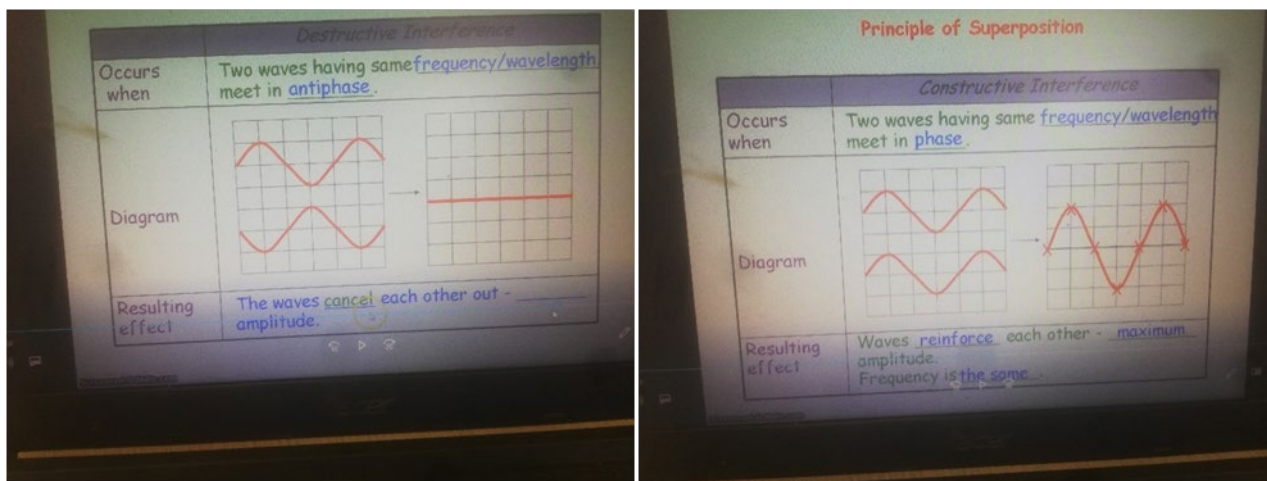 Destructive Interference
Occurs when
Two waves having same frequency/wavelength
meet in antiphase.
Diagram
Resulting effect
The waves cancel each other out -
amplitude.
Principle of Superposition
Constructive Interference
Occurs when
Two waves having same frequency/wavelength
meet in phase.
Diagram
Resulting effect
Waves reinforce each other - maximum
amplitude.
Frequency is the same.